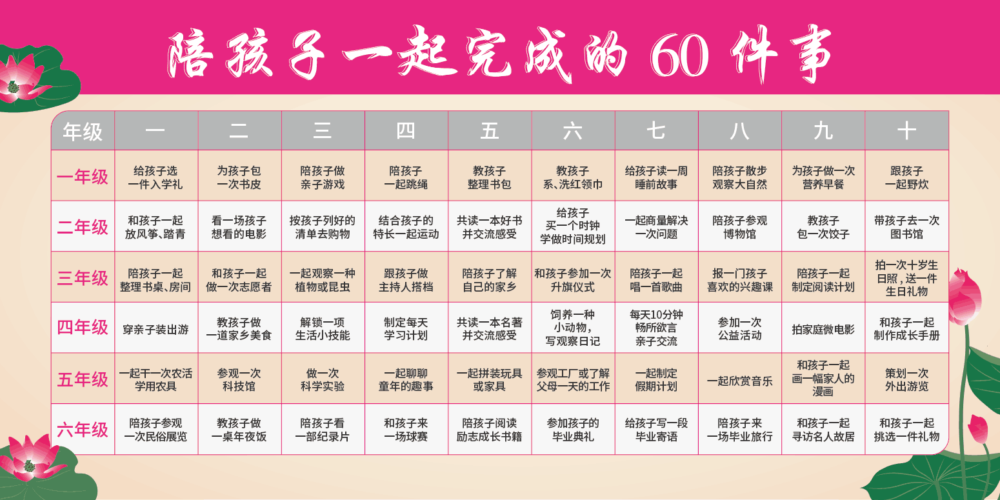 陪孩子一起完成的 60 件事
年级 一 二 三 四 五 六 七 八 九 十
一年级
给孩子选
一件入学礼
为孩子包
一次书皮
陪孩子做
亲子游戏
陪孩子
一起跳绳
教孩子
整理书包
教孩子
系、洗红领巾
给孩子读一周
睡前故事
陪孩子散步
观察大自然
为孩子做一次
营养早餐
跟孩子
一起野炊
二年级
和孩子一起
放风筝、踏青
看一场孩子
想看的电影
按孩子列好的
清单去购物
结合孩子的
特长一起运动
共读一本好书
并交流感受
给孩子
买一个时钟
学做时间规划
一起商量解决
一次问题
陪孩子参观
博物馆
教孩子
包一次饺子
带孩子去一次
图书馆
三年级
陪孩子一起
整理书桌、房间
和孩子一起
做一次志愿者
一起观察一种
植物或昆虫
跟孩子做
主持人搭档
陪孩子了解
自己的家乡
和孩子参加一次
升旗仪式
陪孩子一起
唱一首歌曲
报一门孩子
喜欢的兴趣课
陪孩子一起
制定阅读计划
拍一次十岁生
日照，送一件
生日礼物
四年级
穿亲子装出游
教孩子做
一道家乡美食
解锁一项
生活小技能
制定每天
学习计划
共读一本名著
并交流感受
饲养一种
小动物，
写观察日记
每天10分钟
畅所欲言
亲子交流
参加一次
公益活动
拍家庭微电影
和孩子一起
制作成长手册
五年级
一起干一次农活
学用农具
参观一次
科技馆
做一次
科学实验
一起聊聊
童年的趣事
一起拼装玩具
或家具
参观工厂或了解
父母一天的工作
一起制定
假期计划
一起欣赏音乐
和孩子一起
画一幅家人的
漫画
策划一次
外出游览
六年级
陪孩子参观
一次民俗展览
教孩子做
一桌年夜饭
陪孩子看
一部纪录片
和孩子来
一场球赛
陪孩子阅读
励志成长书籍
参加孩子的
毕业典礼
给孩子写一段
毕业寄语
陪孩子来
一场毕业旅行
和孩子一起
寻访名人故居
和孩子一起
挑选一件礼物